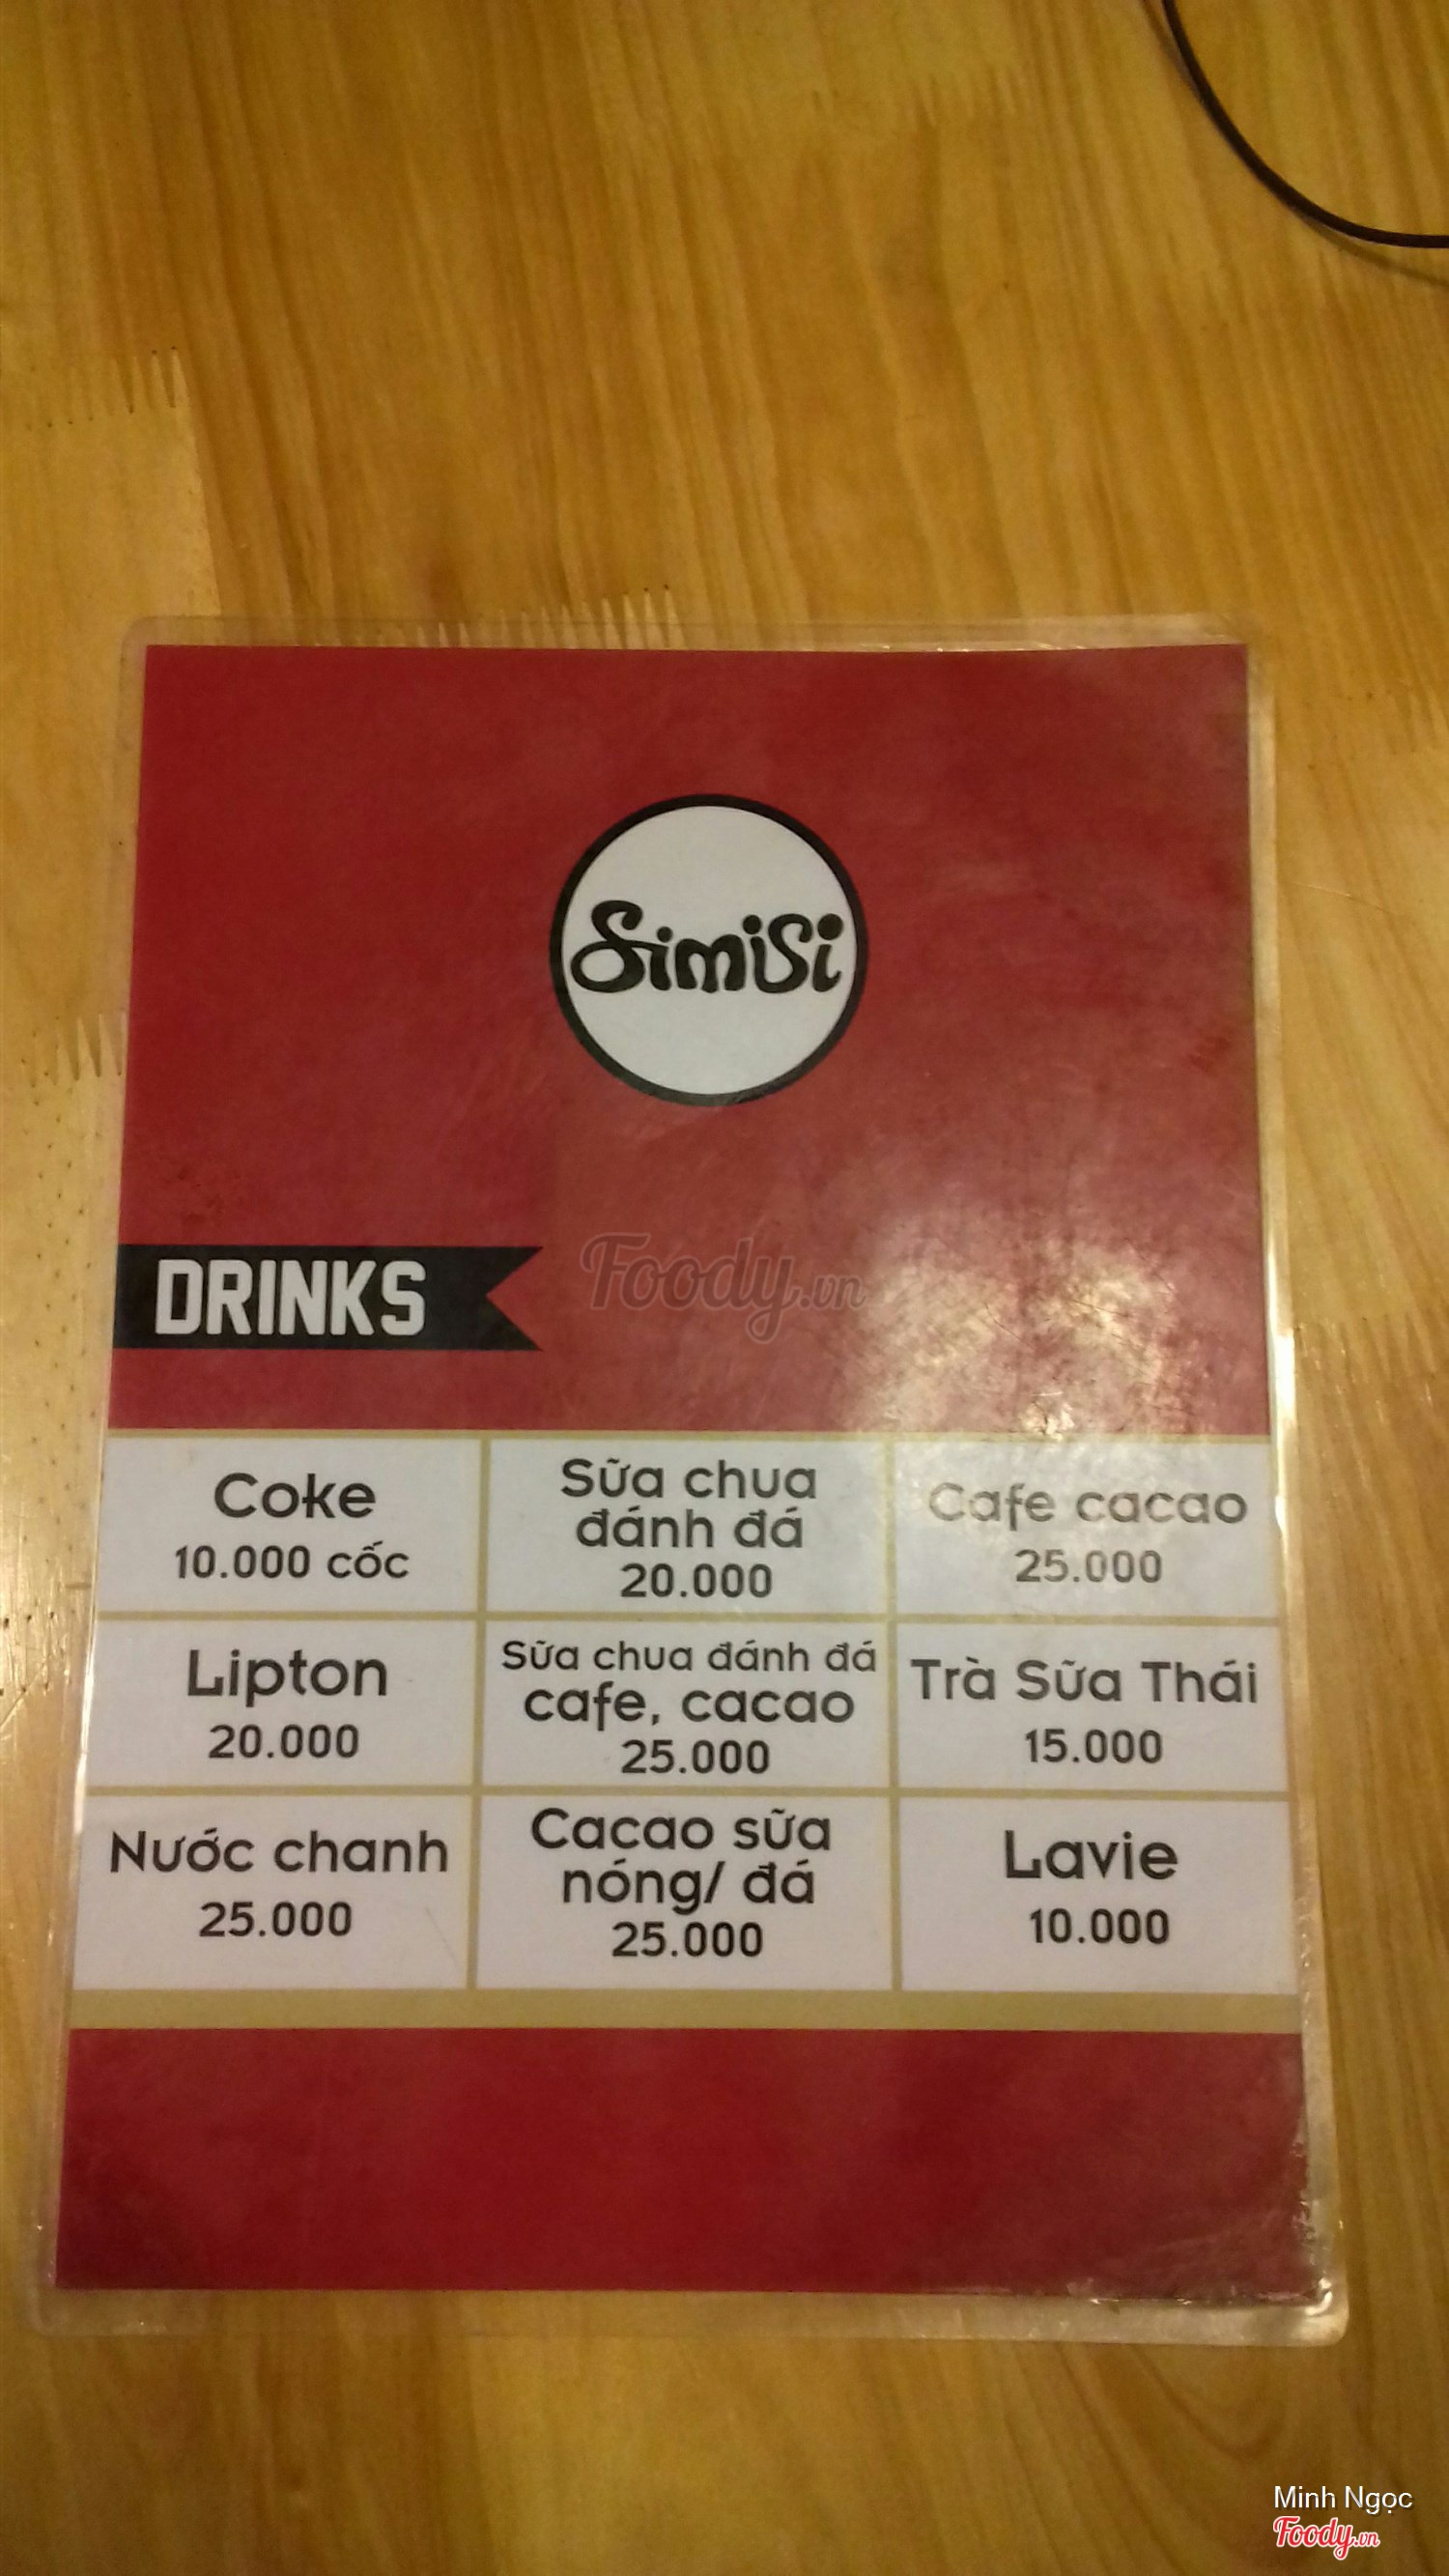 SimiSi
Foody.vn
DRINKS
Coke
10.000 cốc
Sữa chua
đánh đá
20.000
Cafe cacao
25.000
Lipton
20.000
Sữa chua đánh đá
cafe, cacao
25.000
Trà Sữa Thái
15.000
Nước chanh
25.000
Cacao sữa
nóng/ đá
25.000
Lavie
10.000
Minh Ngọc
Foody.vn